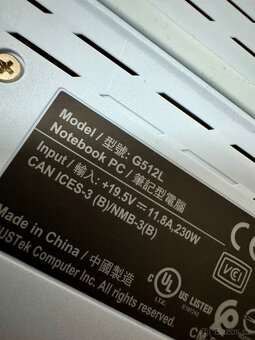 Model / 型號: G512L
Notebook PC / 筆記型電腦
Input / 輸入: +19.5V⎓11.8A,230W
CAN ICES-3 (B)/NMB-3(B)
Made in China / 中國製造
USTek Computer Inc. All rights
c UL US LISTED
I.T.E.
VCI